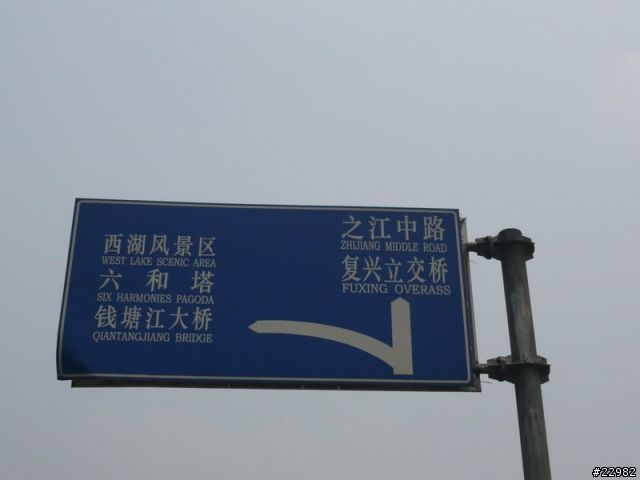 西湖风景区
WEST LAKE SCENIC AREA
六和塔
SIX HARMONIES PAGODA
钱塘江大桥
QIANTANGJIANG BRIDGE
之江中路
ZHIJIANG MIDDLE ROAD
复兴立交桥
FUXING OVERASS
#22982